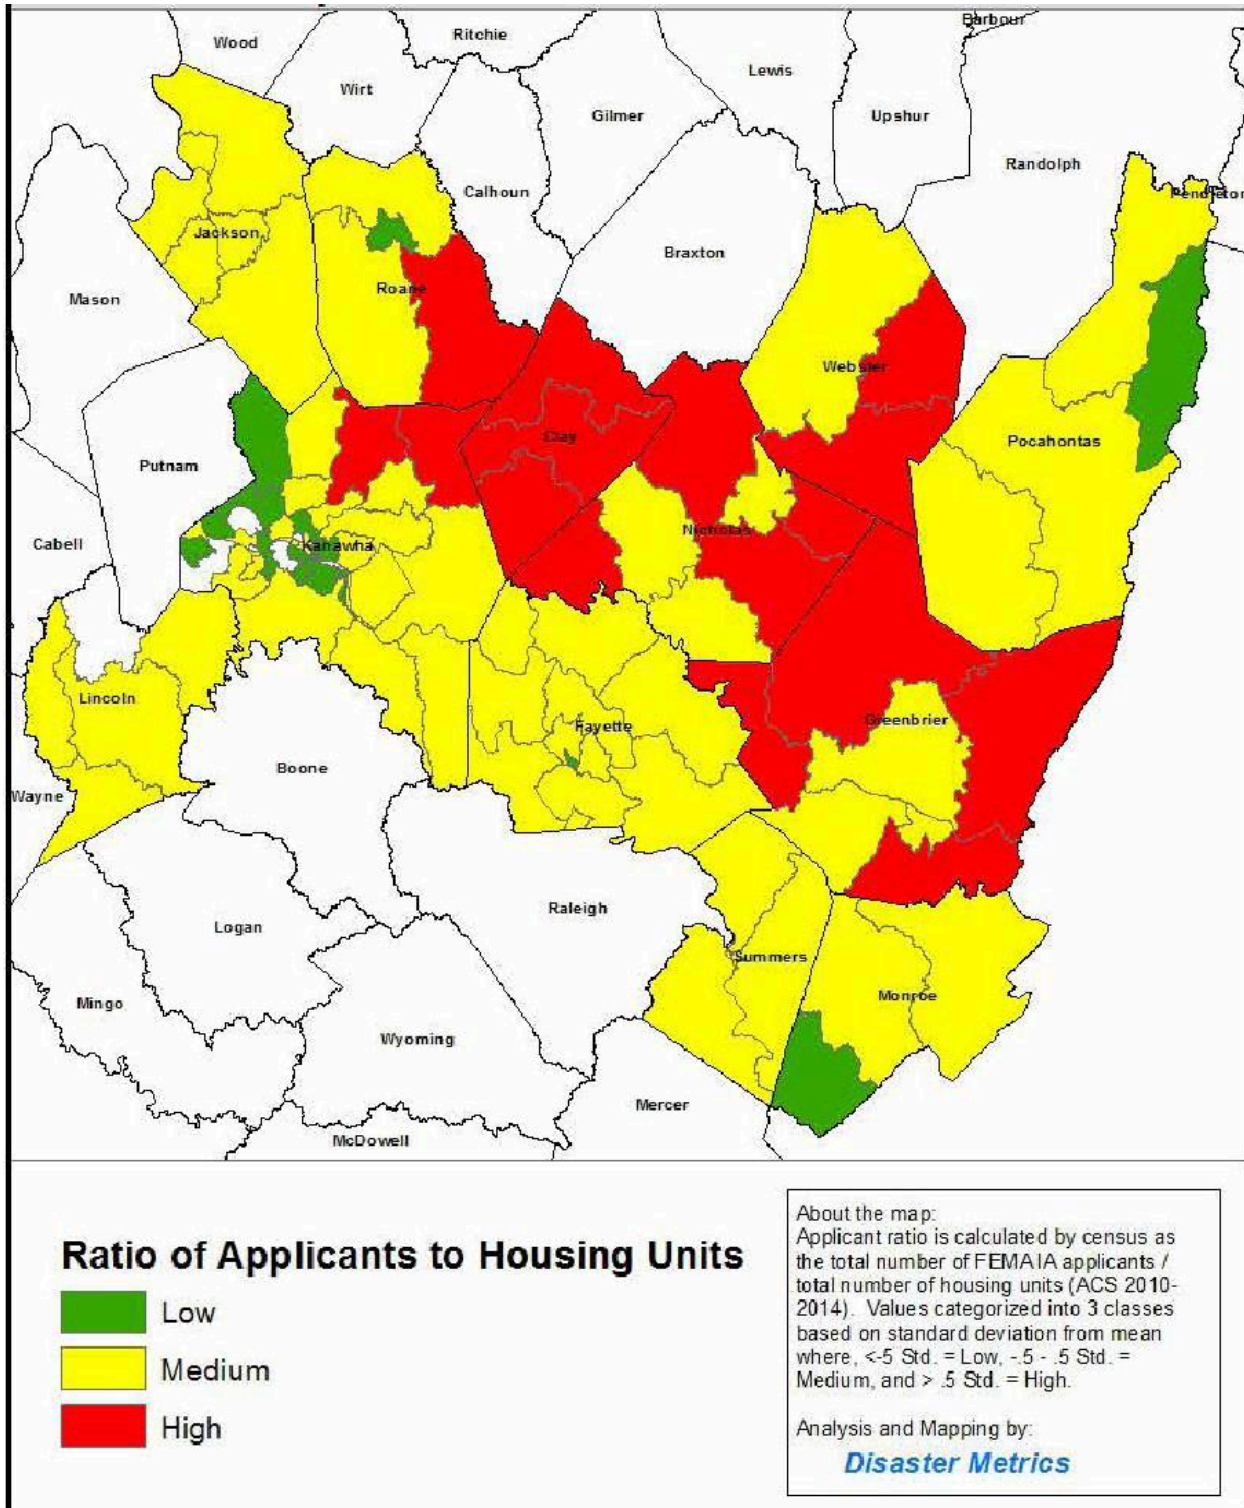 Barbour
Wood
Ritchie
Lewis
Wirt
Gilmer
Upshur
Randolph
Calhoun
Pendleton
Jackson
Braxton
Mason
Roane
Webster
Clay
Pocahontas
Putnam
Nicholas
Cabell
Kanawha
Lincoln
Greenbrier
Fayette
Boone
Wayne
Raleigh
Logan
Summers
Monroe
Mingo
Wyoming
Mercer
McDowell
Ratio of Applicants to Housing Units
Low
Medium
High
About the map:
Applicant ratio is calculated by census as
the total number of FEMA IA applicants /
total number of housing units (ACS 2010-
2014). Values categorized into 3 classes
based on standard deviation from mean
where, <-5 Std. = Low, -.5 - .5 Std. =
Medium, and > .5 Std. = High.
Analysis and Mapping by:
Disaster Metrics